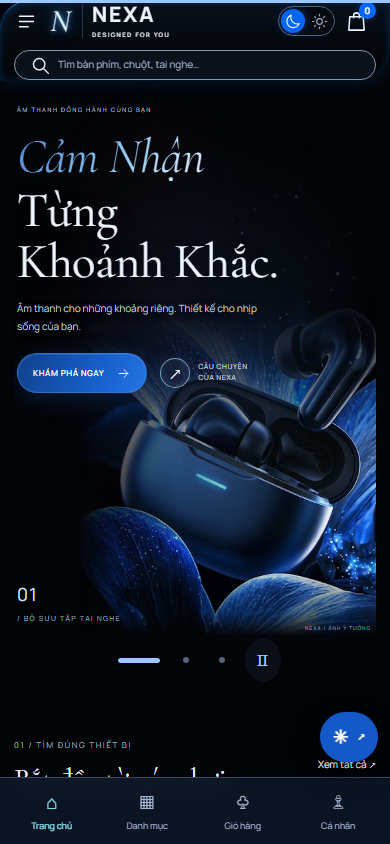 N
NEXA
DESIGNED FOR YOU
0
Tìm bàn phím, chuột, tai nghe...
ÂM THANH ĐỒNG HÀNH CÙNG BẠN
Cảm Nhận
Từng
Khoảnh Khắc.
Âm thanh cho những khoảng riêng. Thiết kế cho nhịp
sống của bạn.
KHÁM PHÁ NGAY →
↗ CÂU CHUYỆN
CỦA NEXA
01
/ BỘ SƯU TẬP TAI NGHE
NEXA / ẢNH Ý TƯỞNG
01 / TÌM ĐÚNG THIẾT BỊ
Xem tất cả ↗
Trang chủ
Danh mục
Giỏ hàng
Cá nhân